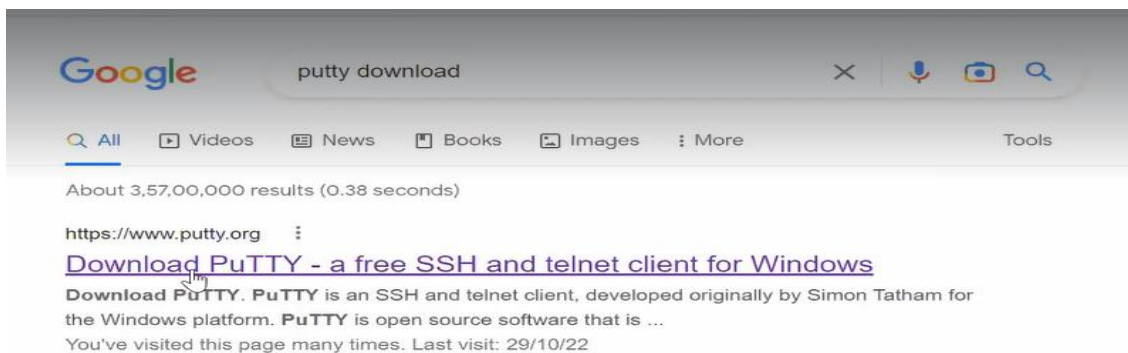 Google putty download
All Videos News Books Images More Tools
About 3,57,00,000 results (0.38 seconds)
https://www.putty.org
Download PuTTY - a free SSH and telnet client for Windows
Download PuTTY. PuTTY is an SSH and telnet client, developed originally by Simon Tatham for
the Windows platform. PuTTY is open source software that is ...
You've visited this page many times. Last visit: 29/10/22